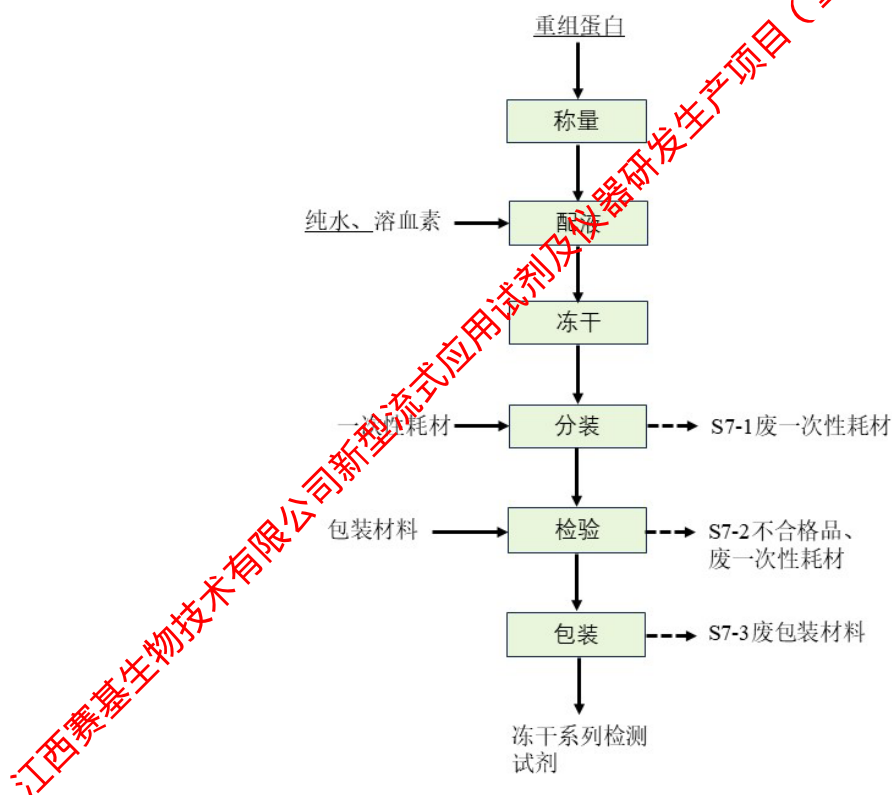 重组蛋白
称量
纯水、溶血素
配液
冻干
一次性耗材
分装
S7-1废一次性耗材
包装材料
检验
S7-2不合格品、
废一次性耗材
包装
S7-3废包装材料
冻干系列检测
试剂
江西赛基生物技术有限公司新型流式应用试剂及仪器研发生产项目（